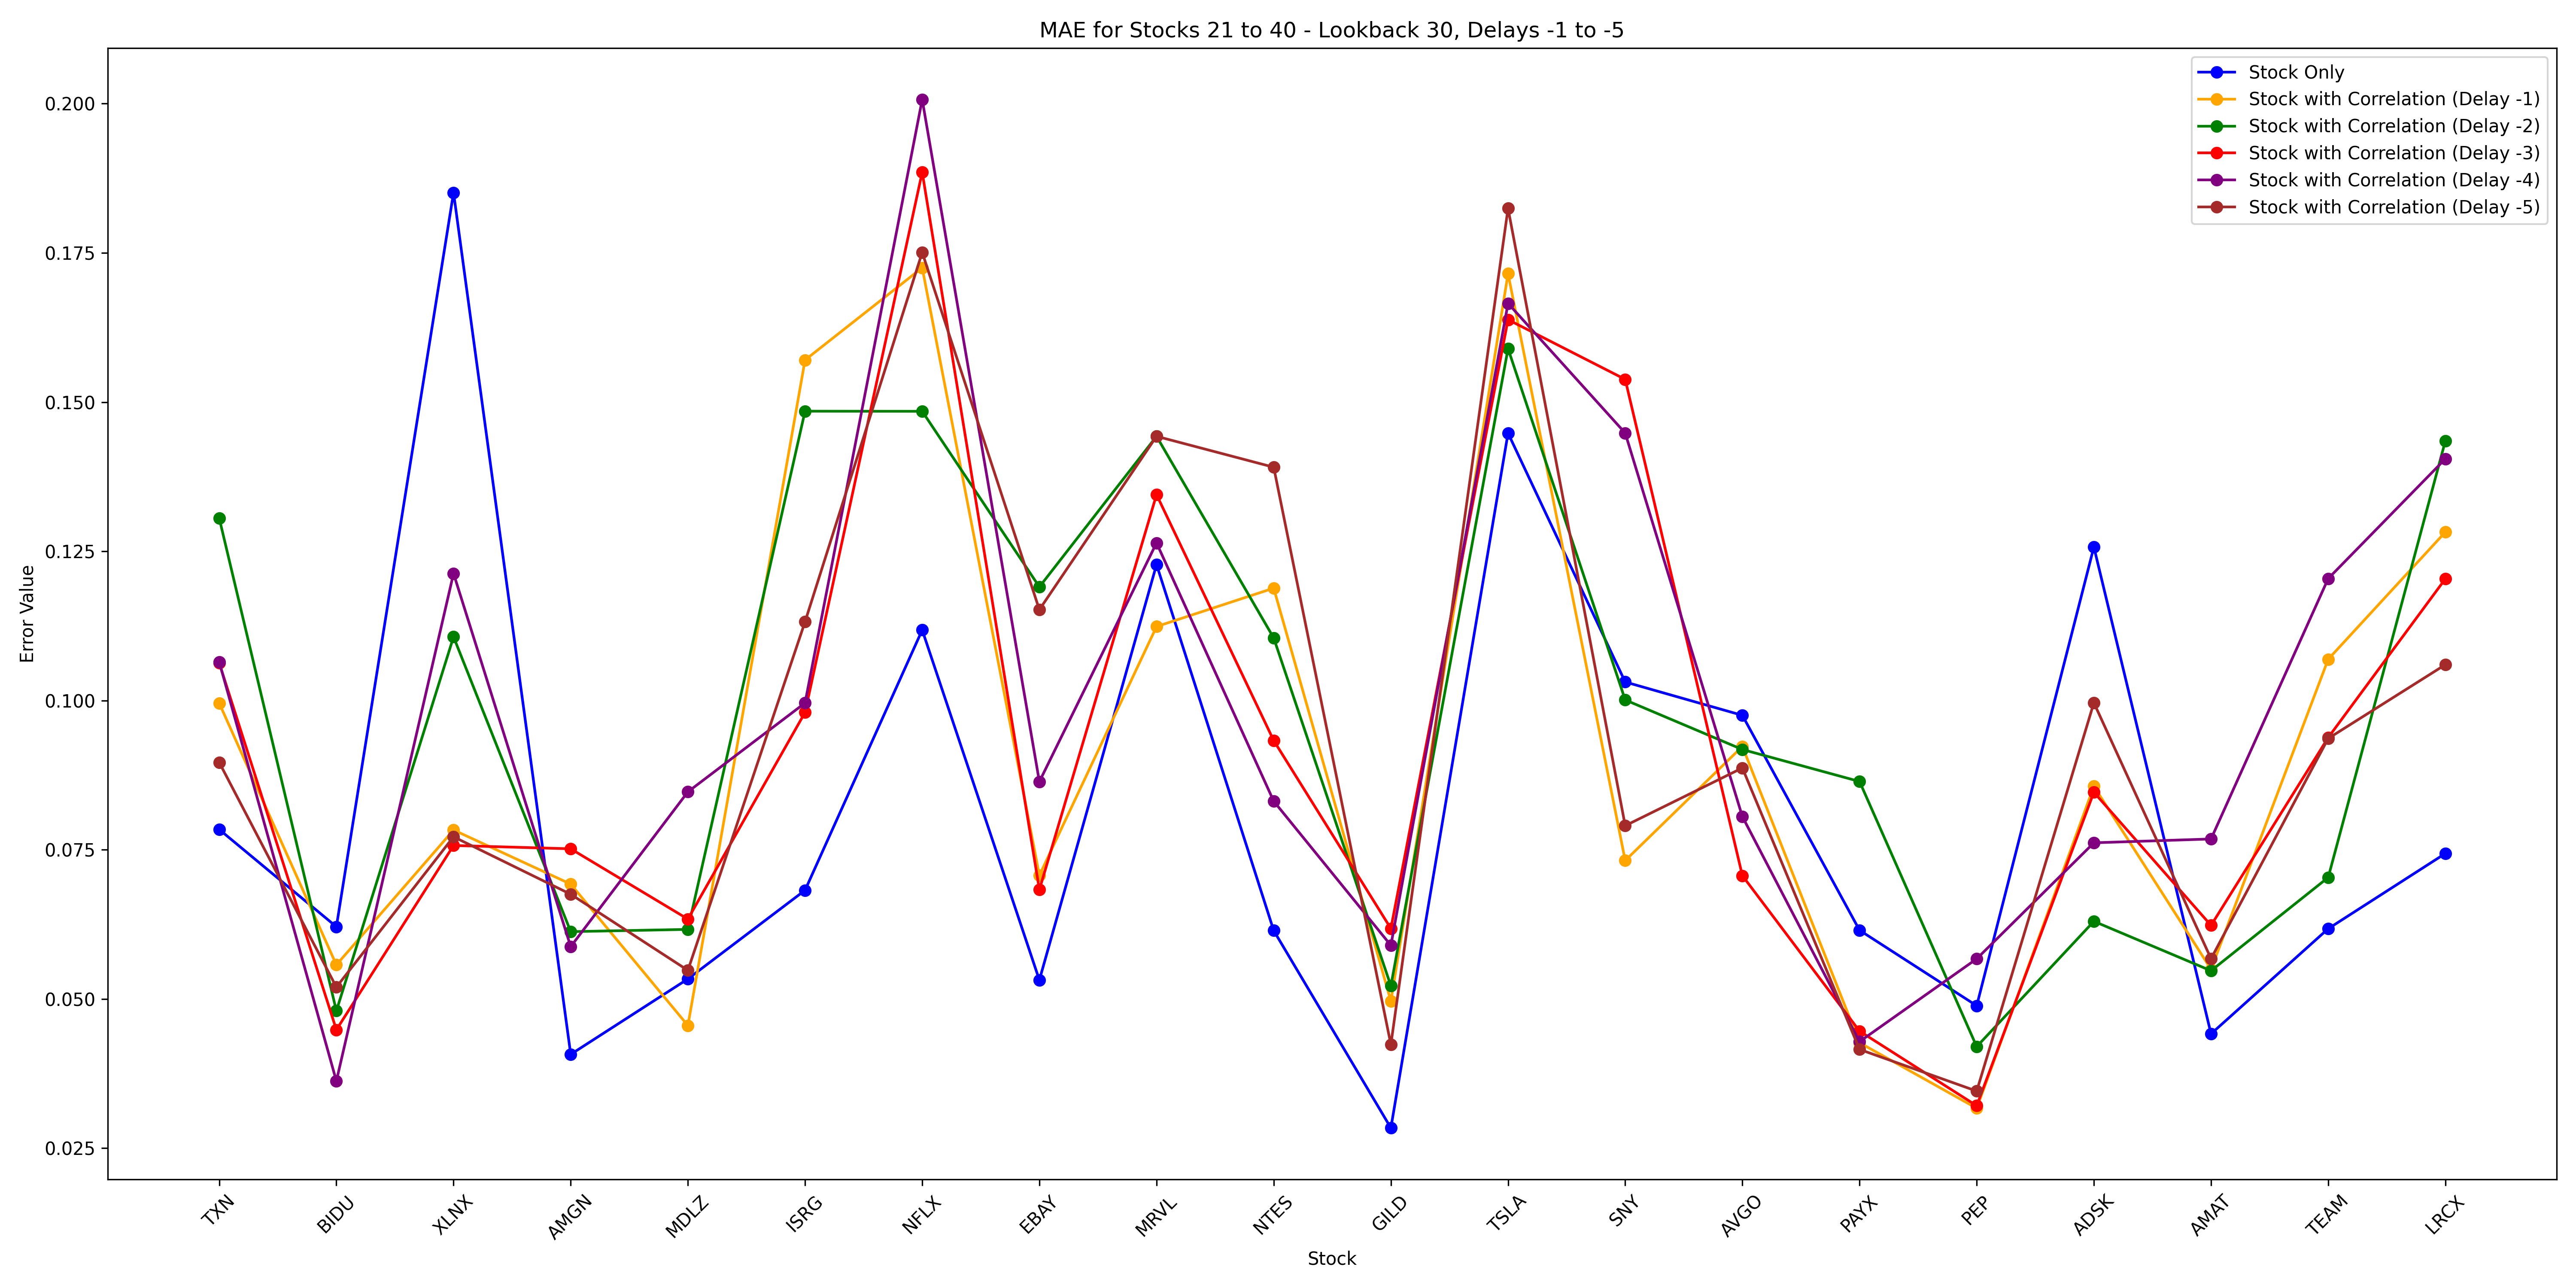 MAE for Stocks 21 to 40 - Lookback 30, Delays -1 to -5
Stock Only
Stock with Correlation (Delay -1)
Stock with Correlation (Delay -2)
Stock with Correlation (Delay -3)
Stock with Correlation (Delay -4)
Stock with Correlation (Delay -5)
Error Value
0.200
0.175
0.150
0.125
0.100
0.075
0.050
0.025
TXN BIDU XLNX AMGN MDLZ ISRG NFLX EBAY MRVL NTES GILD TSLA SNY AVGO PAYX PEP ADSK AMAT TEAM LRCX
Stock